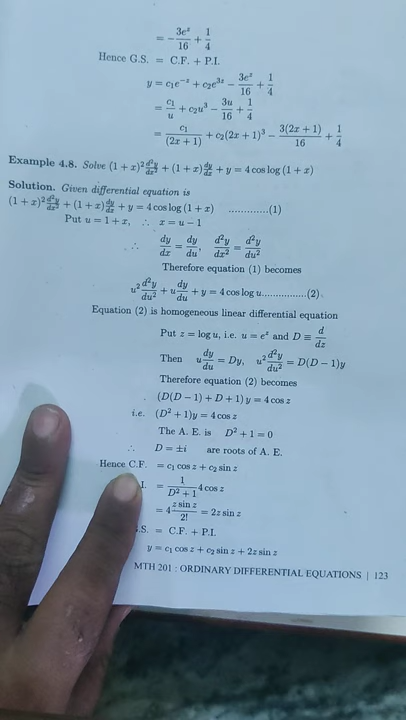 = -3e^z/16 + 1/4
Hence G.S. = C.F. + P.I.
y = c₁e^{-z} + c₂e^{3z} - 3e^z/16 + 1/4
= c₁/u + c₂u³ - 3u/16 + 1/4
= c₁/(2x + 1) + c₂(2x + 1)³ - 3(2x + 1)/16 + 1/4
Example 4.8. Solve (1 + x)² d²y/dx² + (1 + x) dy/dx + y = 4 cos log (1 + x)
Solution. Given differential equation is
(1 + x)² d²y/dx² + (1 + x) dy/dx + y = 4 cos log (1 + x) .............(1)
Put u = 1 + x, ∴ x = u - 1
∴ dy/dx = dy/du, d²y/dx² = d²y/du²
Therefore equation (1) becomes
u² d²y/du² + u dy/du + y = 4 cos log u................(2)
Equation (2) is homogeneous linear differential equation
Put z = log u, i.e. u = e^z and D ≡ d/dz
Then u dy/du = Dy, u² d²y/du² = D(D - 1)y
Therefore equation (2) becomes
(D(D - 1) + D + 1) y = 4 cos z
i.e. (D² + 1)y = 4 cos z
The A. E. is D² + 1 = 0
∴ D = ±i are roots of A. E.
Hence C.F. = c₁ cos z + c₂ sin z
I. = 1/(D² + 1) 4 cos z
= 4 z sin z/2! = 2z sin z
.S. = C.F. + P.I.
y = c₁ cos z + c₂ sin z + 2z sin z
MTH 201 : ORDINARY DIFFERENTIAL EQUATIONS | 123